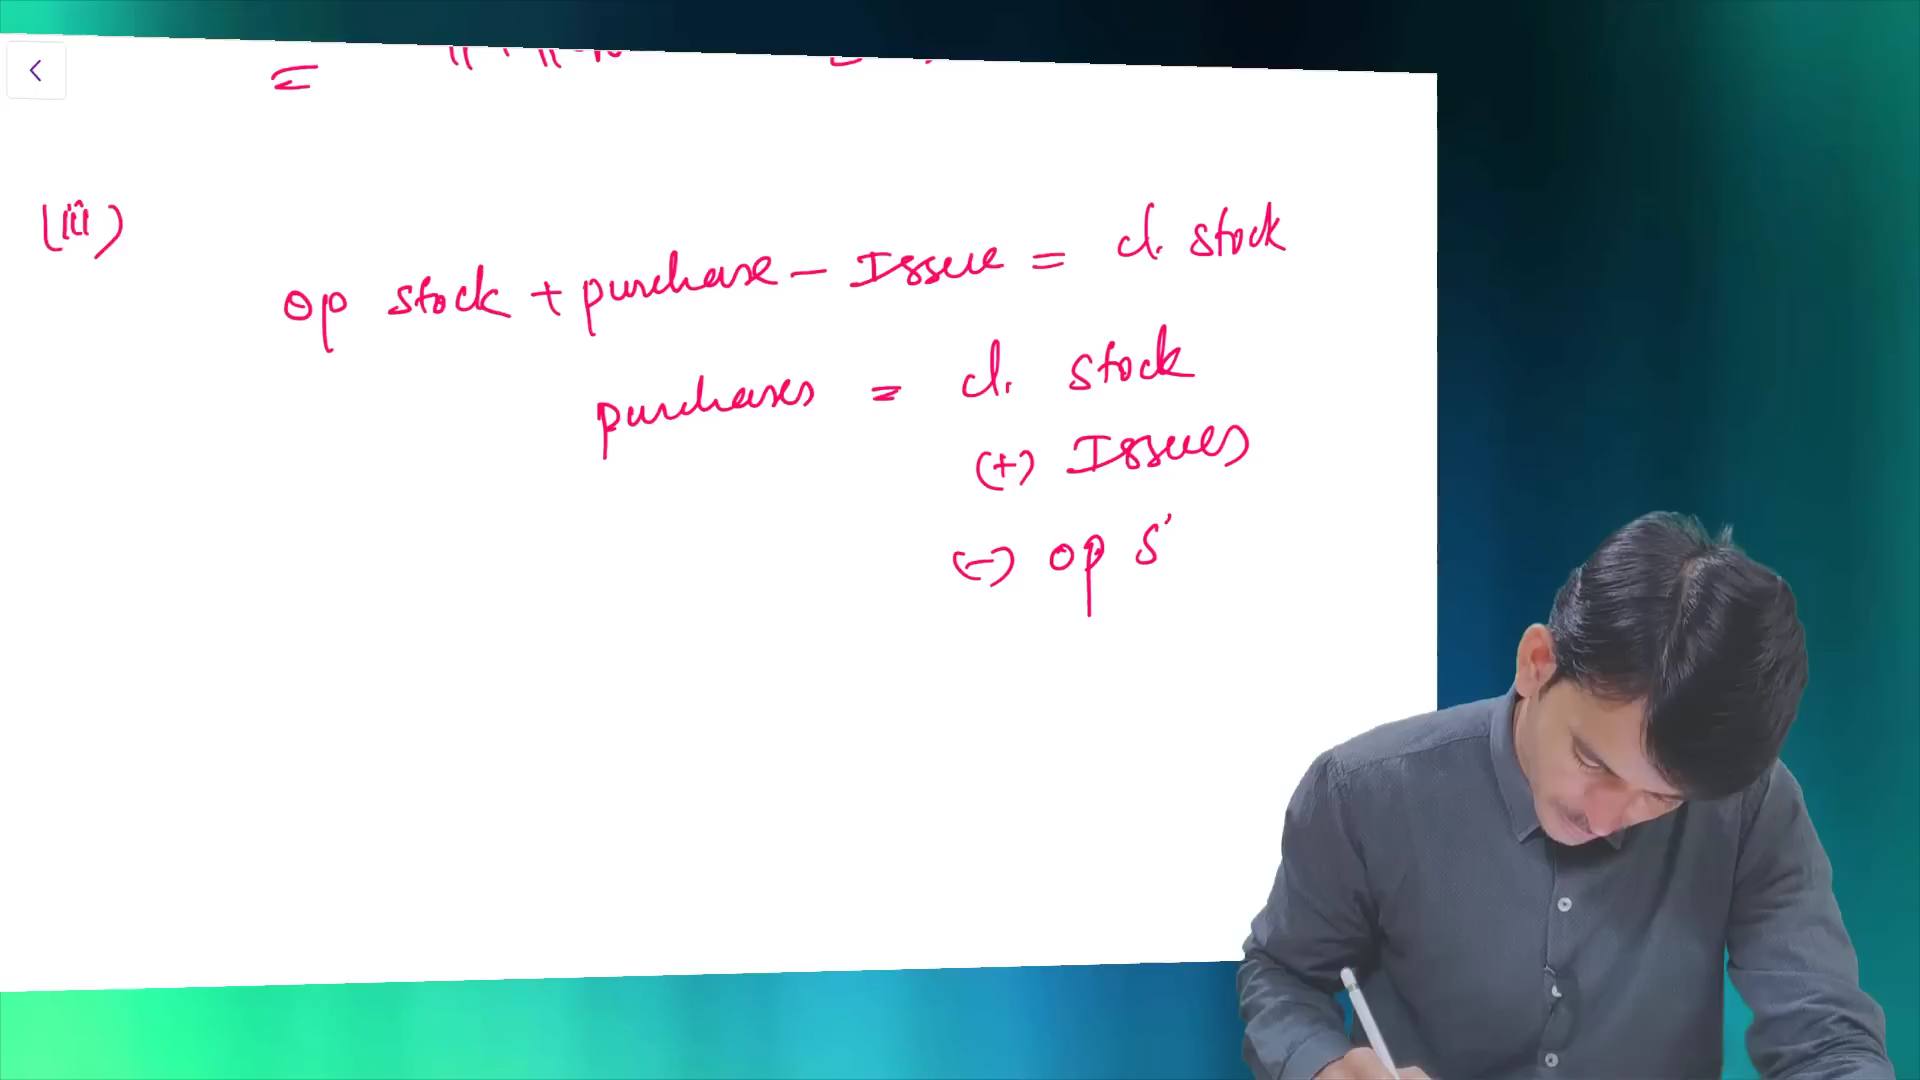 (iii)
op stock + purchase - Issue = cl. stock
purchases = cl. stock
(+) Issues
(-) op s